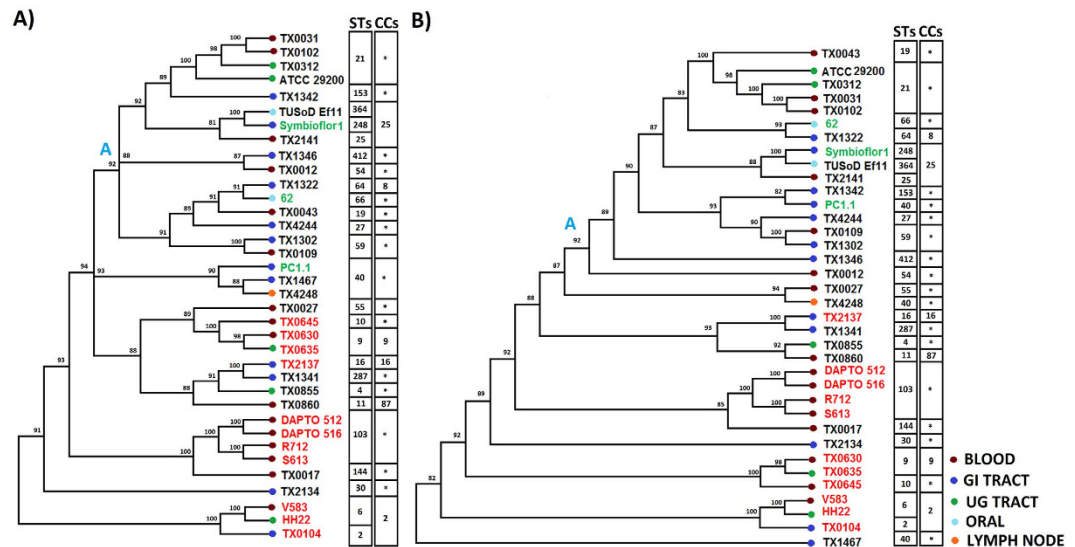 A)
STs CCs
TX0031
TX0102
TX0312
ATCC 29200
21 *
TX1342 153 *
TUSoD Ef11 364
Symbioflor1 248
TX2141 25
25
TX1346 412 *
TX0012 54 *
TX1322 64 8
62 66 *
TX0043 19 *
TX4244 27 *
TX1302
TX0109
59 *
PC1.1
TX1467
TX4248
40 *
TX0027 55 *
TX0645 10 *
TX0630
TX0635
9 9
TX2137 16 16
TX1341 287 *
TX0855 4 *
TX0860 11 87
DAPTO 512
DAPTO 516
R712
S613
103 *
TX0017 144 *
TX2134 30 *
V583
HH22
6
TX0104 2
2
A
100
98
100
89
92
100
81
92
88
87
100
91
91
91
100
94
93
90
88
89
100
98
88
100
100
88
93
100
100
100
91
100
100
B)
STs CCs
TX0043 19 *
ATCC 29200
TX0312
TX0031
TX0102
21 *
62 66 *
TX1322 64 8
Symbioflor1 248
TUSoD Ef11 364
TX2141 25
25
TX1342 153 *
PC1.1 40 *
TX4244 27 *
TX0109
TX1302
59 *
TX1346 412 *
TX0012 54 *
TX0027 55 *
TX4248 40 *
TX2137 16 16
TX1341 287 *
TX0855 4 *
TX0860 11 87
DAPTO 512
DAPTO 516
R712
S613
103 *
TX0017 144 *
TX2134 30 *
TX0630
TX0635
9 9
TX0645 10 *
V583
HH22
6
TX0104 2
2
TX1467 40 *
A
100
100
100
100
83
93
87
100
88
90
100
93
100
100
92
87
94
88
100
93
92
92
100
100
100
85
89
98
92
100
100
100
82
BLOOD
GI TRACT
UG TRACT
ORAL
LYMPH NODE